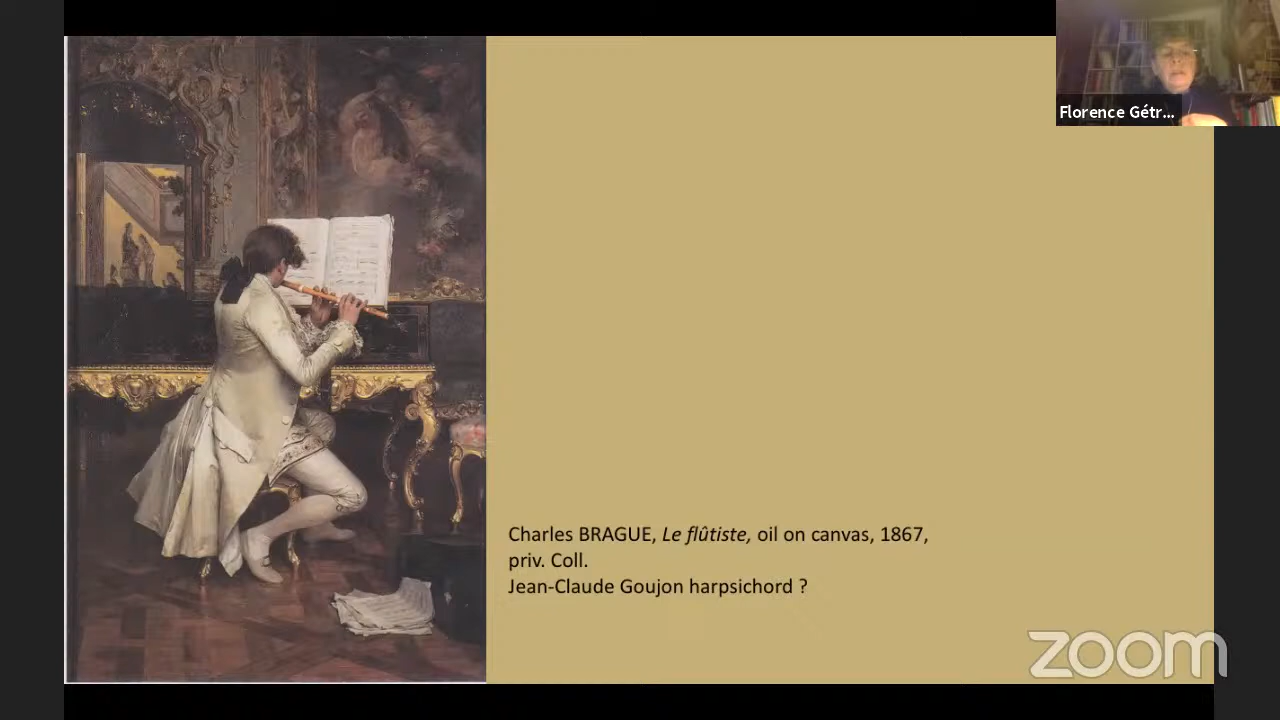 Florence Gétr...
Charles BRAGUE, Le flûtiste, oil on canvas, 1867,
priv. Coll.
Jean-Claude Goujon harpsichord ?
zoom